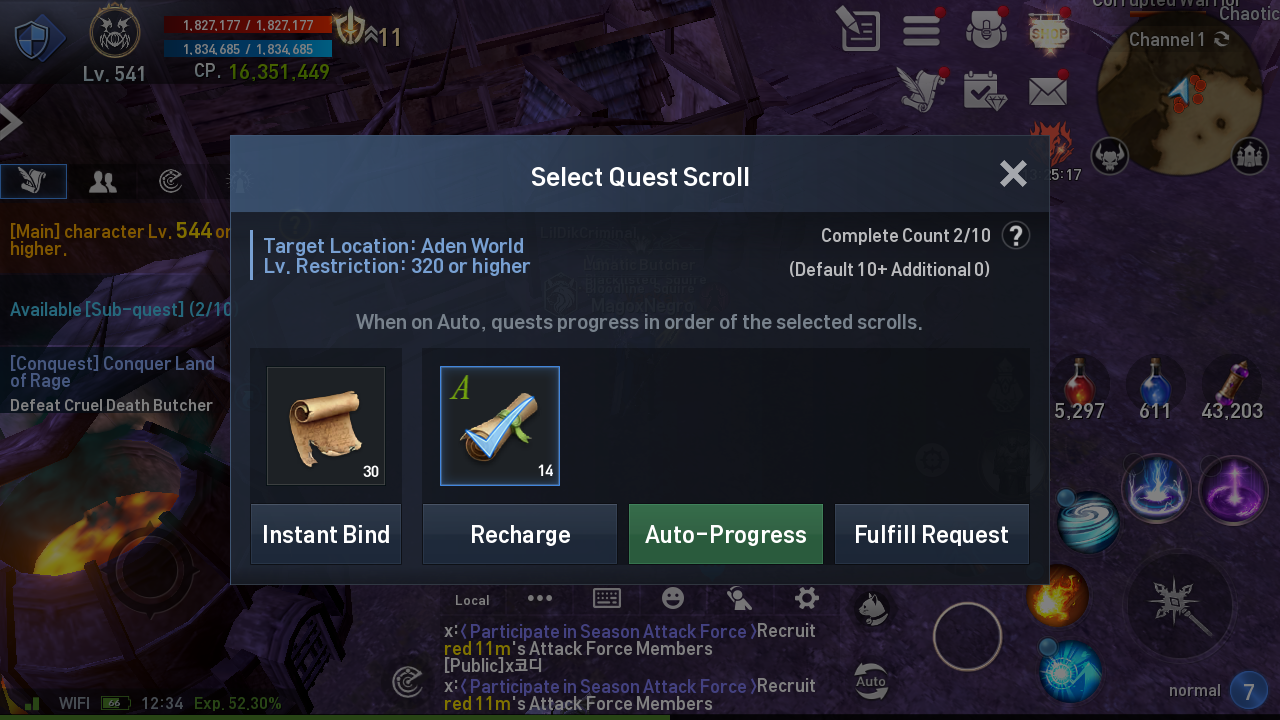 1,827,177 / 1,827,177
1,834,685 / 1,834,685
11
Lv. 541
CP. 16,351,449
SHOP
Corrupted Warrior
Chaotic
Channel 1
Select Quest Scroll
:25:17
[Main] character Lv. 544 or
higher.
Available [Sub-quest] (2/10
[Conquest] Conquer Land
of Rage
Defeat Cruel Death Butcher
Target Location: Aden World
Lv. Restriction: 320 or higher
Complete Count 2/10
?
(Default 10+ Additional 0)
LilDixCriminal
Lunatic Butcher
MagoxNegro
When on Auto, quests progress in order of the selected scrolls.
30
A
14
Instant Bind
Recharge
Auto-Progress
Fulfill Request
5,297
611
43,203
Local
x:< Participate in Season Attack Force >Recruit
red 11m's Attack Force Members
[Public]x코디
x:< Participate in Season Attack Force >Recruit
red 11m's Attack Force Members
Auto
normal
7
WIFI
66
12:34
Exp. 52.30%